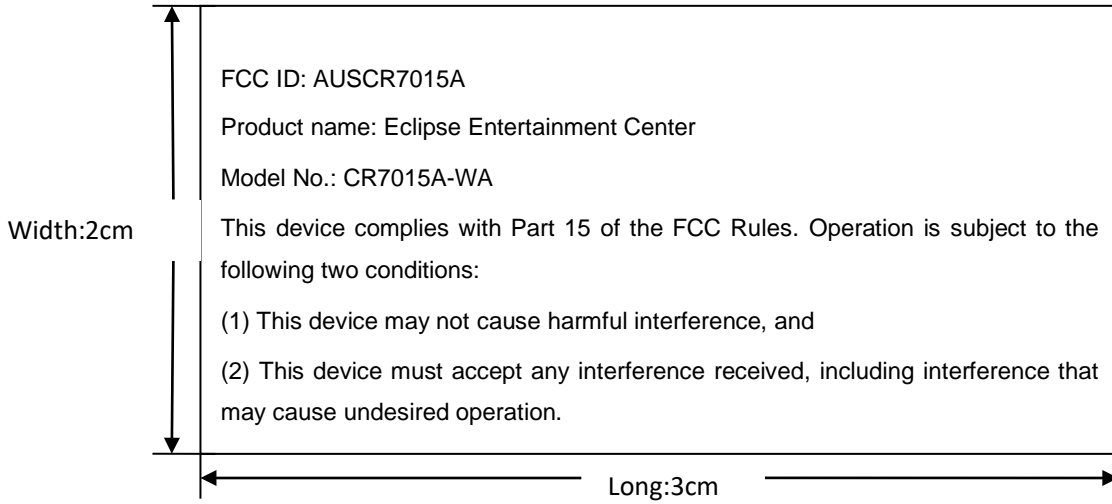 FCC ID: AUSCR7015A
Product name: Eclipse Entertainment Center
Model No.: CR7015A-WA
Width:2cm
This device complies with Part 15 of the FCC Rules. Operation is subject to the
following two conditions:
(1) This device may not cause harmful interference, and
(2) This device must accept any interference received, including interference that
may cause undesired operation.
Long:3cm